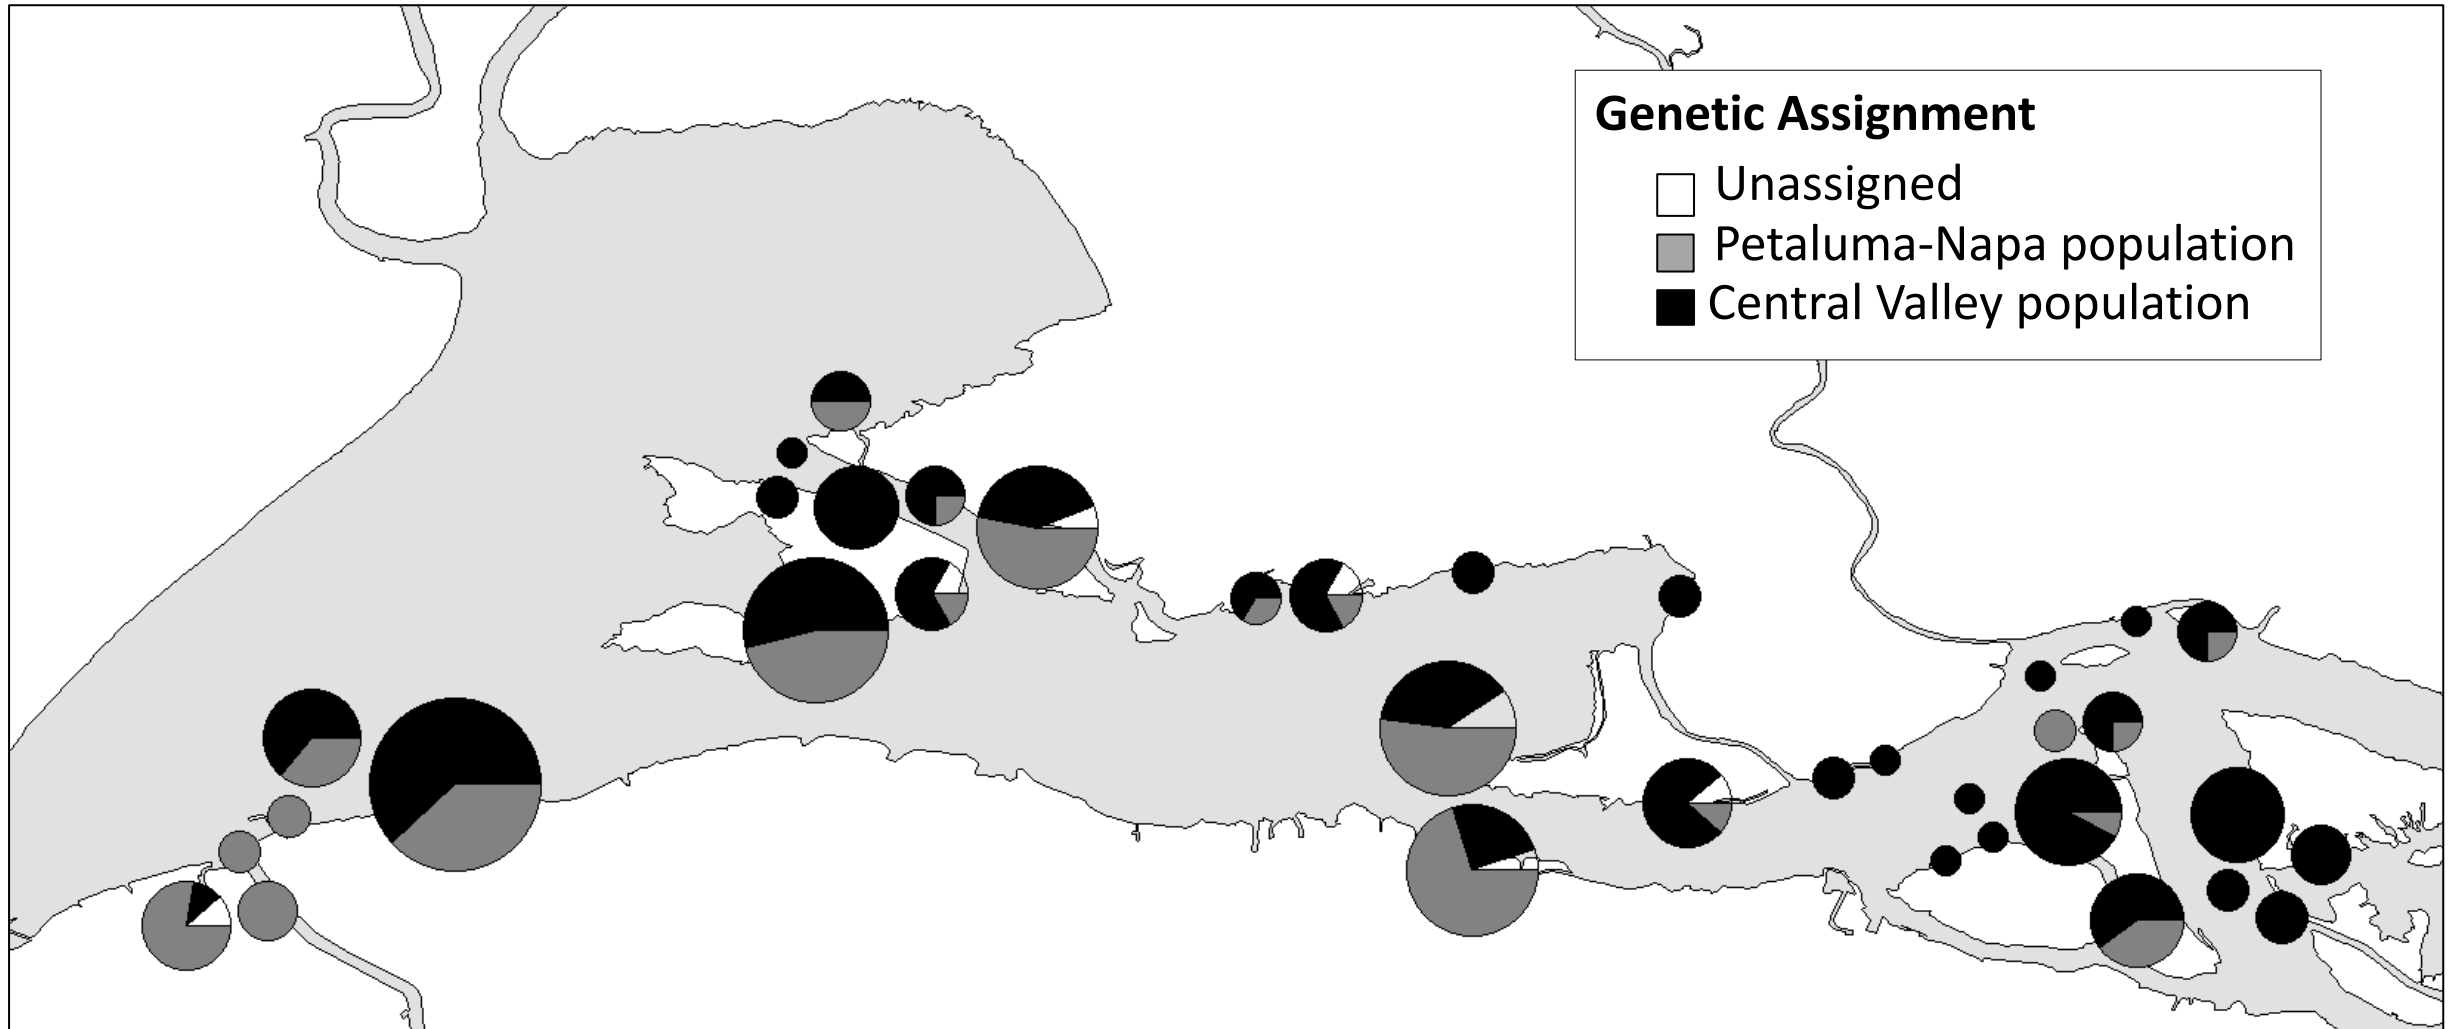 Genetic Assignment
Unassigned
Petaluma-Napa population
Central Valley population